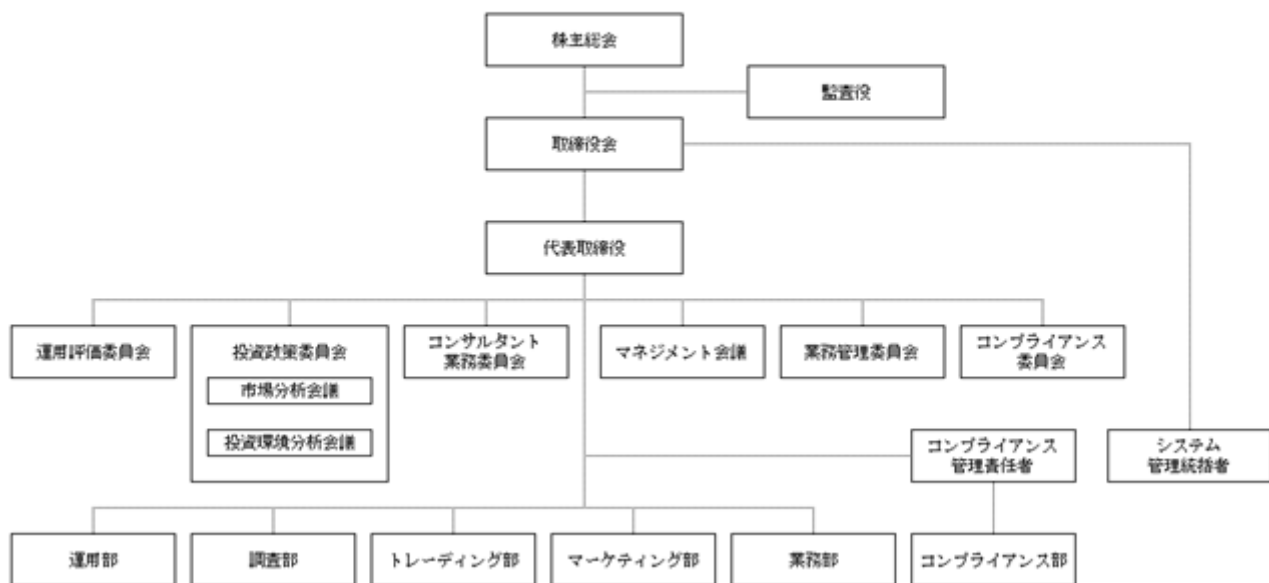 株主総会
監査役
取締役会
代表取締役
運用評価委員会
投資政策委員会
市場分析会議
投資環境分析会議
コンサルタント
業務委員会
マネジメント会議
業務管理委員会
コンプライアンス
委員会
コンプライアンス
管理責任者
システム
管理統括者
運用部
調査部
トレーディング部
マーケティング部
業務部
コンプライアンス部